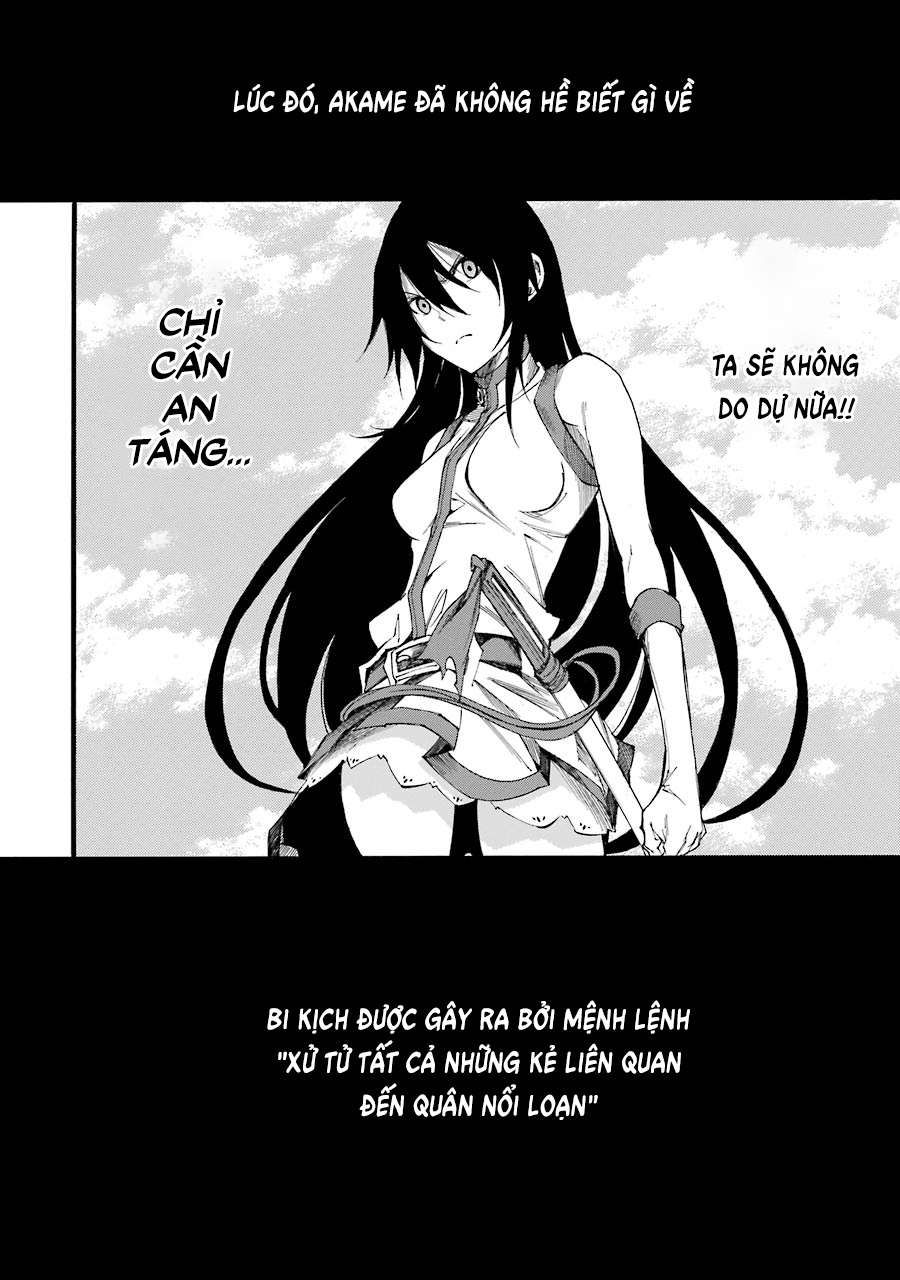 LÚC ĐÓ, AKAME ĐÃ KHÔNG HỀ BIẾT GÌ VỀ
TA SẼ KHÔNG
DO DỰ NỮA!!
CHỈ
CẦN
AN
TÁNG...
BI KỊCH ĐƯỢC GÂY RA BỞI MỆNH LỆNH
"XỬ TỬ TẤT CẢ NHỮNG KẺ LIÊN QUAN
ĐẾN QUÂN NỔI LOẠN"